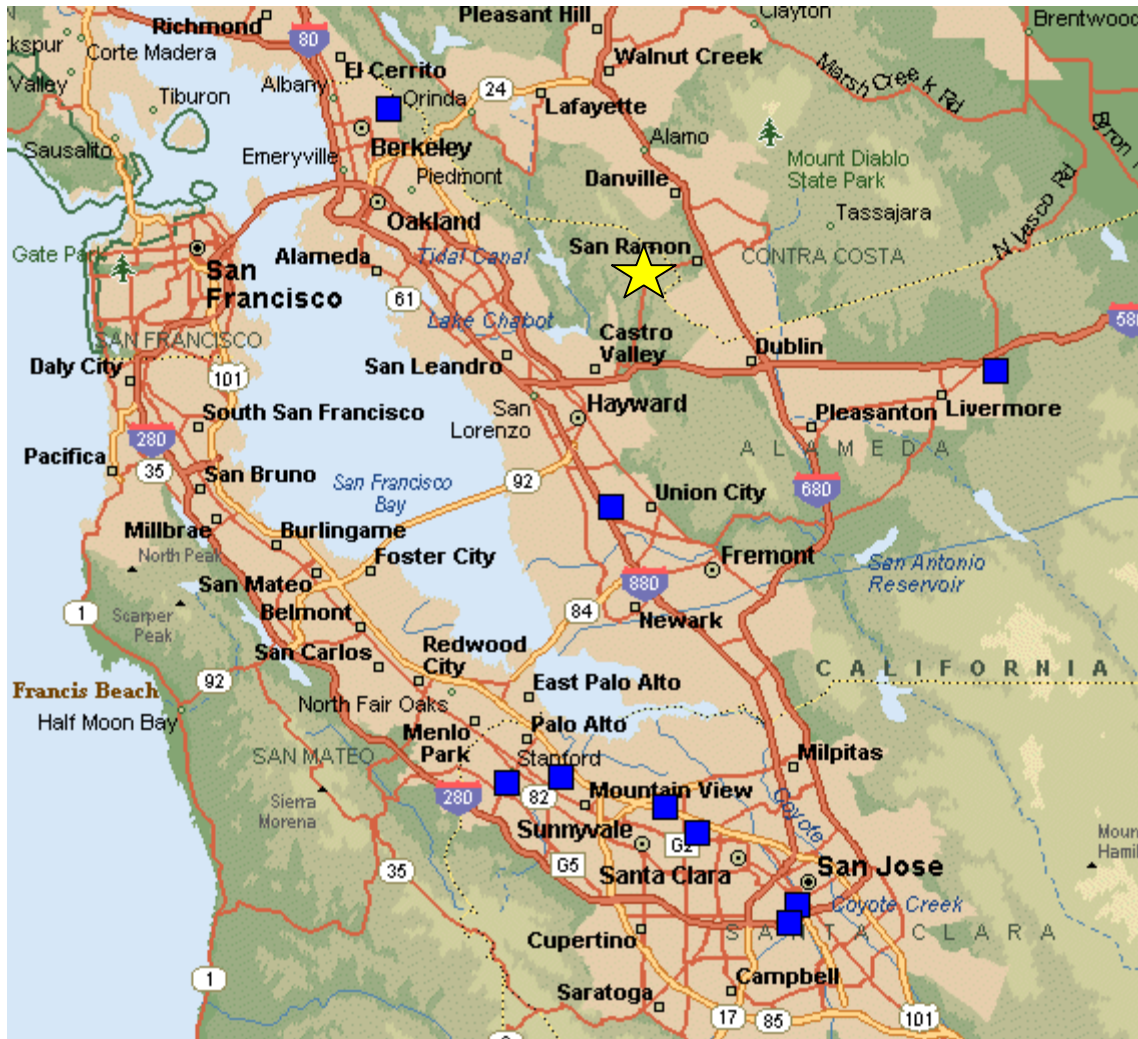 Richmond
Pleasant Hill
Clayton
Brentwood
kspur
Corte Madera
80
El Cerrito
Walnut Creek
Marsh Creek Rd
Valley
Tiburon
Albany
Orinda
24
Lafayette
Byron
Sausalito
Emeryville
Berkeley
Alamo
Mount Diablo
State Park
Piedmont
Danville
Oakland
Tassajara
N Vasco Rd
Gate Park
San
Francisco
Alameda
Tidal Canal
San Ramon
CONTRA COSTA
61
Lake Chabot
580
SAN FRANCISCO
Castro
Valley
Dublin
Daly City
101
San Leandro
South San Francisco
San
Lorenzo
Hayward
Pleasanton
Livermore
280
Pacifica
35
San Bruno
San Francisco
Bay
92
ALAMEDA
Union City
680
Millbrae
Burlingame
North Peak
Foster City
Fremont
San Antonio
Reservoir
San Mateo
880
1
Scarper
Peak
Belmont
84
Newark
San Carlos
Redwood
City
CALIFORNIA
92
Francis Beach
East Palo Alto
Half Moon Bay
North Fair Oaks
Menlo
Park
Palo Alto
SAN MATEO
Stanford
Milpitas
Sierra
Morena
280
82
Mountain View
Coyote
Sunnyvale
G2
Moun
Hamil
35
G5
Santa Clara
San Jose
Coyote Creek
Cupertino
SANTA CLARA
1
Campbell
Saratoga
17
85
101